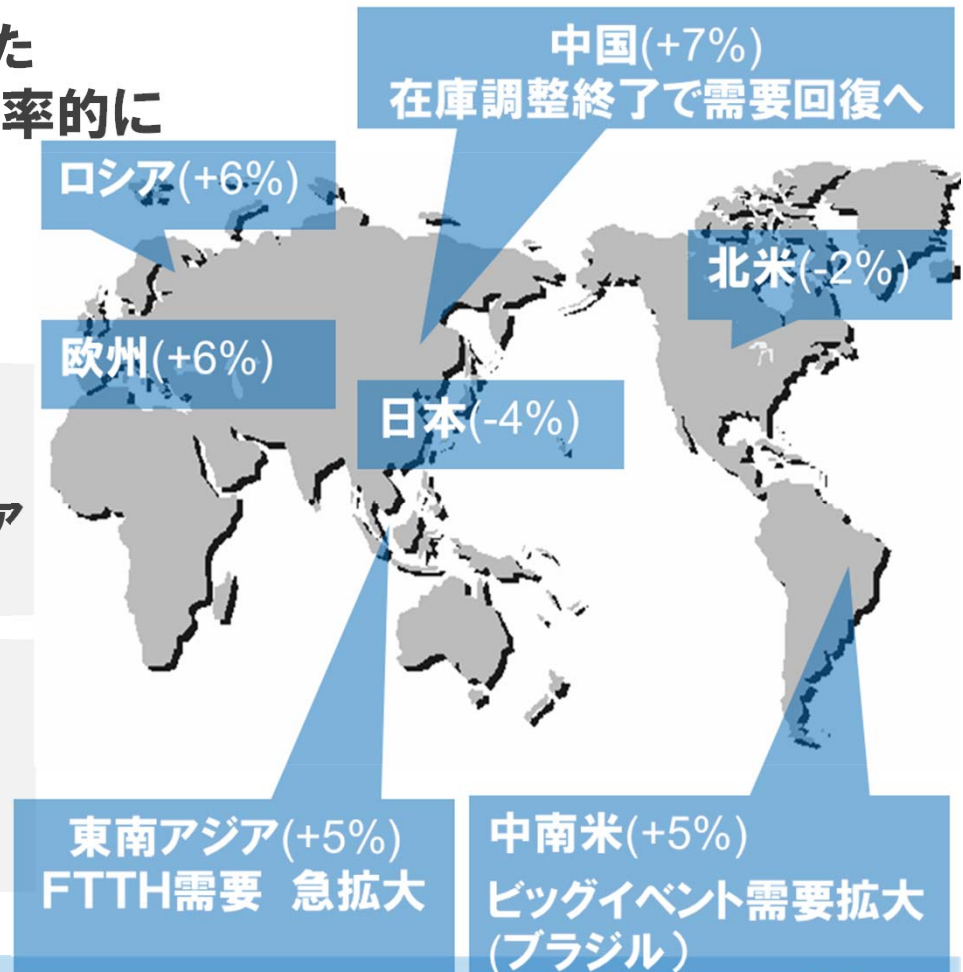 た
率的に
中国(+7%)
在庫調整終了で需要回復へ
ロシア(+6%)
北米(-2%)
欧州(+6%)
日本(-4%)
ア
東南アジア(+5%)
FTTH需要 急拡大
中南米(+5%)
ビッグイベント需要拡大
(ブラジル)